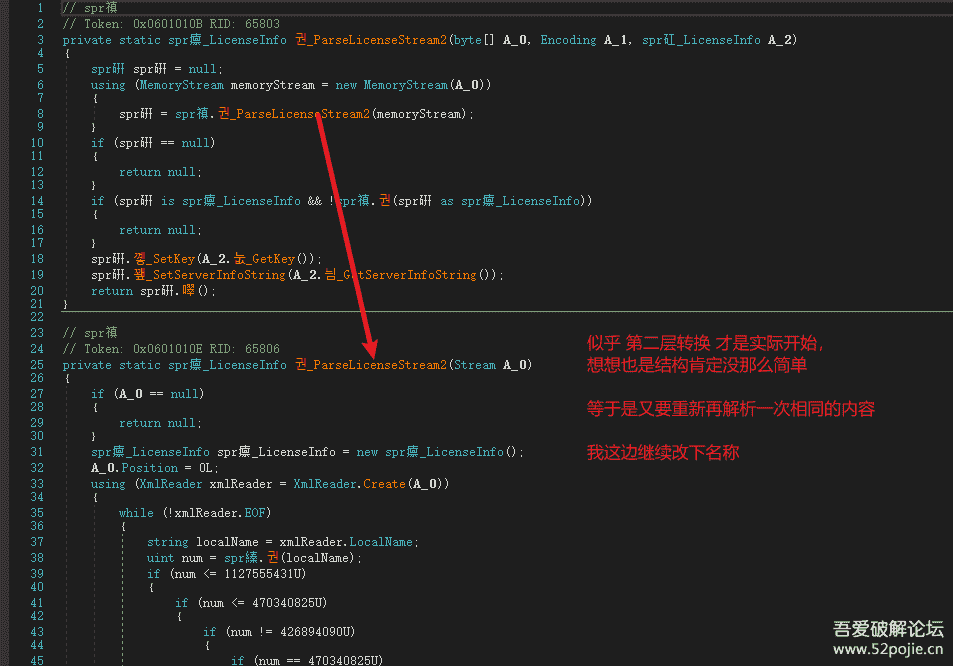 1 // spr禛
2 // Token: 0x0601010B RID: 65803
3 private static spr癝_LicenseInfo 권_ParseLicenseStream2(byte[] A_0, Encoding A_1, spr矼_LicenseInfo A_2)
4 {
5 spr硏 spr硏 = null;
6 using (MemoryStream memoryStream = new MemoryStream(A_0))
7 {
8 spr硏 = spr禛.권_ParseLicenseStream2(memoryStream);
9 }
10 if (spr硏 == null)
11 {
12 return null;
13 }
14 if (spr硏 is spr癝_LicenseInfo && !spr禛.권(spr硏 as spr癝_LicenseInfo))
15 {
16 return null;
17 }
18 spr硏._SetKey(A_2._GetKey());
19 spr硏._SetServerInfoString(A_2._GetServerInfoString());
20 return spr硏.();
21 }
22
23 // spr禛
24 // Token: 0x0601010E RID: 65806
25 private static spr癝_LicenseInfo 권_ParseLicenseStream2(Stream A_0)
26 {
27 if (A_0 == null)
28 {
29 return null;
30 }
31 spr癝_LicenseInfo spr癝_LicenseInfo = new spr癝_LicenseInfo();
32 A_0.Position = 0L;
33 using (XmlReader xmlReader = XmlReader.Create(A_0))
34 {
35 while (!xmlReader.EOF)
36 {
37 string localName = xmlReader.LocalName;
38 uint num = spr.권(localName);
39 if (num <= 1127555431U)
40 {
41 if (num <= 470340825U)
42 {
43 if (num != 426894090U)
44 {
45 if (num == 470340825U)
似乎 第二层转换 才是实际开始,
想想也是结构肯定没那么简单
等于是又要重新再解析一次相同的内容
我这边继续改下名称
吾爱破解论坛
www.52pojie.cn